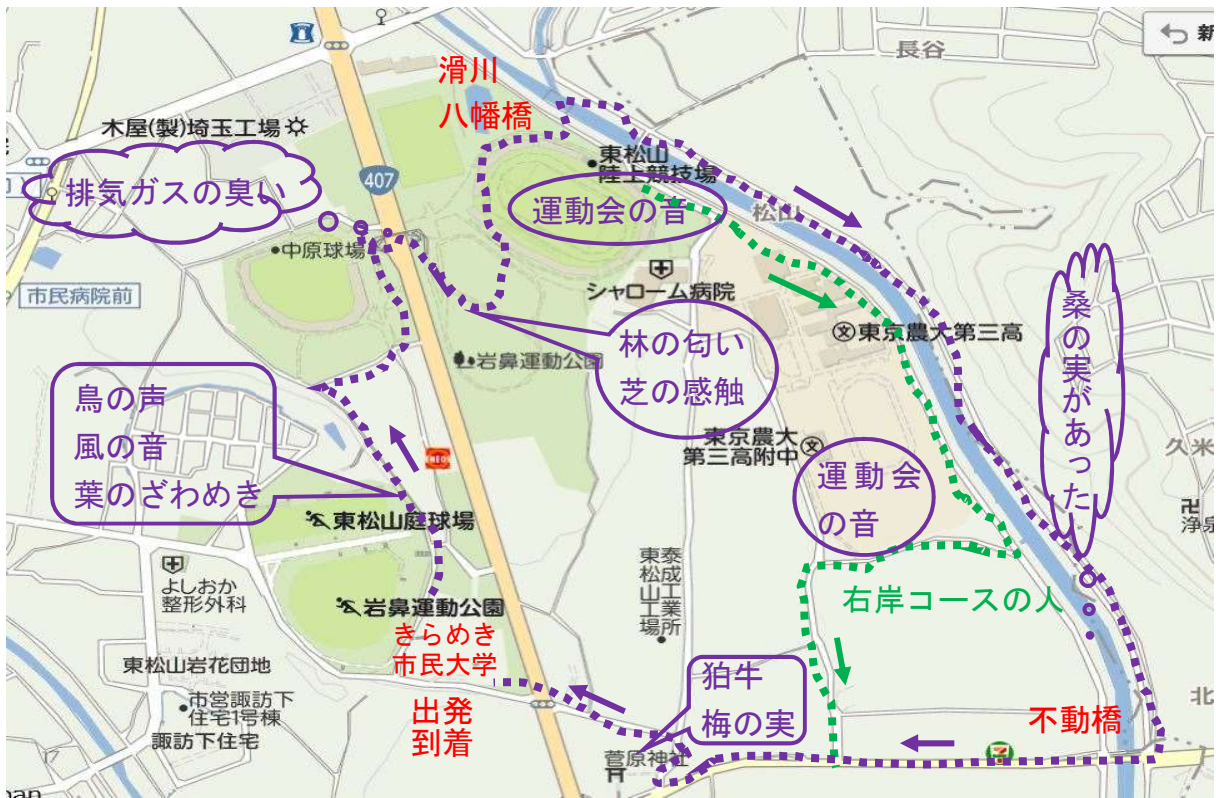 新
長谷
滑川
八幡橋
木屋(製)埼玉工場
407
東松山
陸上競技場
排気ガスの臭い
運動会の音
松山
中原球場
市民病院前
シャローム病院
東京農大第三高
桑の実があった
林の匂い
芝の感触
岩鼻運動公園
鳥の声
風の音
葉のざわめき
ENEOS
東京農大
第三高附中
運動会
の音
久米
卍
浄泉
東松山庭球場
よしおか
整形外科
泰成工業所
東松山工場
右岸コースの人
岩鼻運動公園
きらめき
市民大学
東松山岩花団地
狛牛
梅の実
北
市営諏訪下
住宅1号棟
諏訪下住宅
出発
到着
不動橋
菅原神社
17